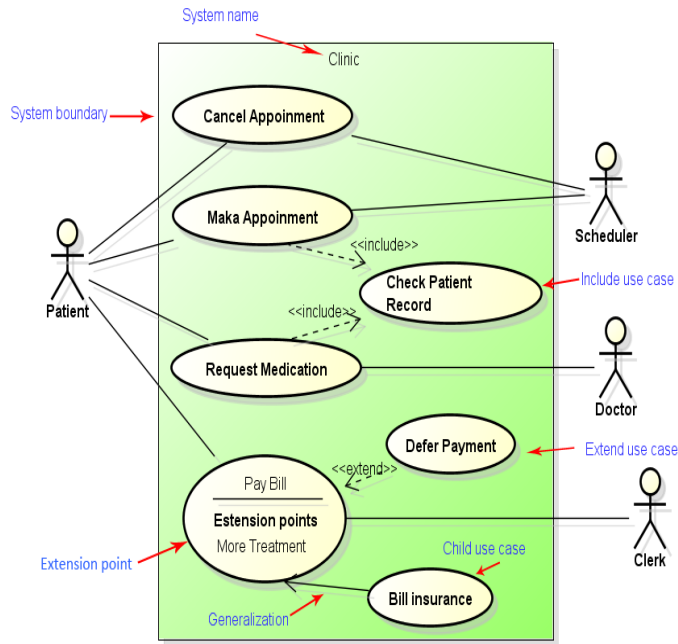 System name
Clinic
System boundary
Cancel Appoinment
Maka Appoinment
Scheduler
<<include>>
Check Patient
Record
Include use case
Patient
<<include>>
Request Medication
Doctor
Defer Payment
Extend use case
<<extend>>
Pay Bill
Estension points
More Treatment
Clerk
Extension point
Child use case
Bill insurance
Generalization